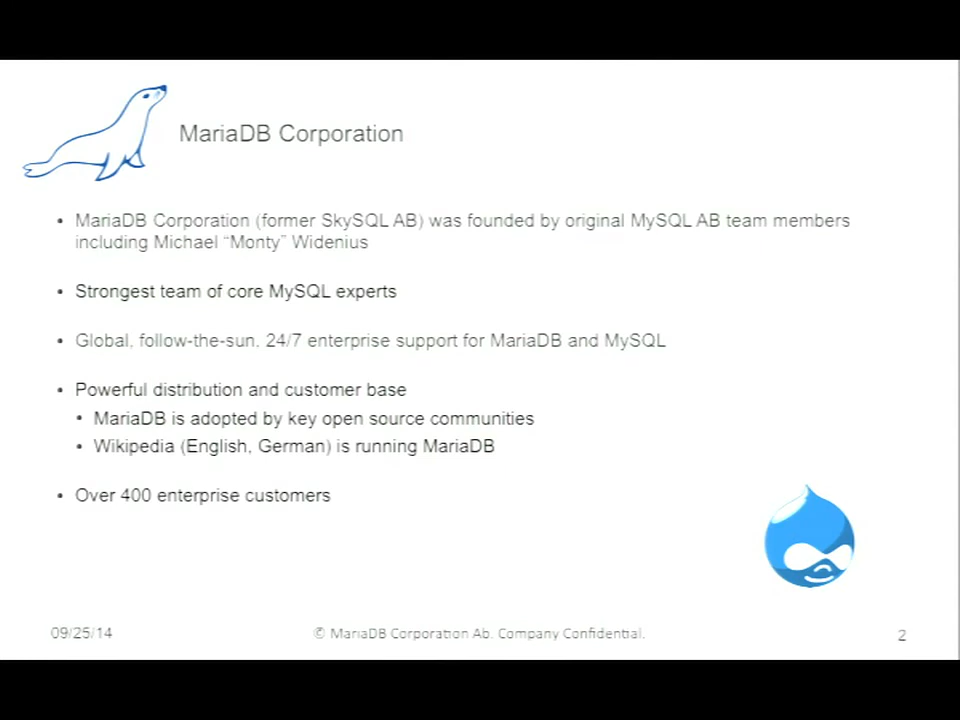 MariaDB Corporation
• MariaDB Corporation (former SkySQL AB) was founded by original MySQL AB team members
including Michael “Monty” Widenius
• Strongest team of core MySQL experts
• Global, follow-the-sun, 24/7 enterprise support for MariaDB and MySQL
• Powerful distribution and customer base
• MariaDB is adopted by key open source communities
• Wikipedia (English, German) is running MariaDB
• Over 400 enterprise customers
09/25/14
© MariaDB Corporation Ab. Company Confidential.
2